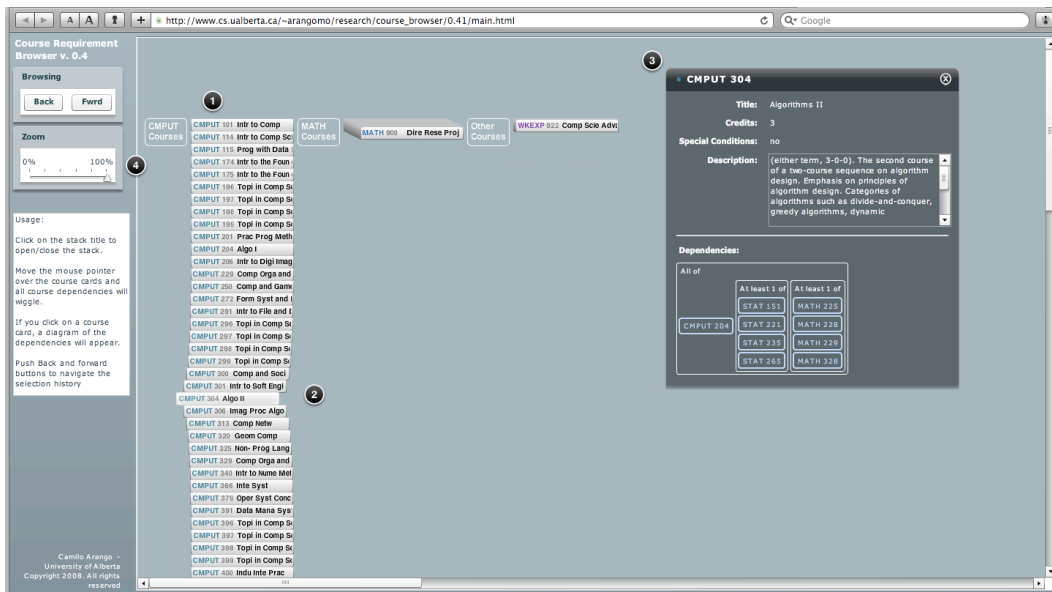 A A + http://www.cs.ualberta.ca/~arangomo/research/course_browser/0.41/main.html Google
Course Requirement
Browser v. 0.4
Browsing
Back Fwrd
Zoom
0% 100%
4
Usage:
Click on the stack title to
open/close the stack.
Move the mouse pointer
over the course cards and
all course dependencies will
wiggle.
If you click on a course
card, a diagram of the
dependencies will appear.
Push Back and forward
buttons to navigate the
selection history
Camilo Arango -
University of Alberta
Copyright 2008. All rights
reserved
1
CMPUT
Courses
CMPUT 101 Intr to Comp
CMPUT 114 Intr to Comp Sci
CMPUT 115 Prog with Data
CMPUT 174 Intr to the Foun
CMPUT 175 Intr to the Foun
CMPUT 196 Topi in Comp Sc
CMPUT 197 Topi in Comp Sc
CMPUT 198 Topi in Comp Sc
CMPUT 199 Topi in Comp Sc
CMPUT 201 Prac Prog Meth
CMPUT 204 Algo I
CMPUT 206 Intr to Digi Imag
CMPUT 229 Comp Orga and
CMPUT 250 Comp and Game
CMPUT 272 Form Syst and
CMPUT 291 Intr to File and
CMPUT 296 Topi in Comp Sc
CMPUT 297 Topi in Comp Sc
CMPUT 298 Topi in Comp Sc
CMPUT 299 Topi in Comp Sc
CMPUT 300 Comp and Soci
CMPUT 301 Intr to Soft Engi
CMPUT 304 Algo II
CMPUT 306 Imag Proc Algo
CMPUT 313 Comp Netw
CMPUT 320 Geom Comp
CMPUT 325 Non- Prog Lang
CMPUT 329 Comp Orga and
CMPUT 340 Intr to Nume Met
CMPUT 366 Inte Syst
CMPUT 379 Oper Syst Conc
CMPUT 391 Data Mana Sys
CMPUT 396 Topi in Comp Sc
CMPUT 397 Topi in Comp Sc
CMPUT 398 Topi in Comp Sc
CMPUT 399 Topi in Comp Sc
CMPUT 400 Indu Inte Prac
2
MATH
Courses
MATH 900 Dire Rese Proj
Other
Courses
WKEXP 922 Comp Scie Adva
3
CMPUT 304
Title: Algorithms II
Credits: 3
Special Conditions: no
Description: (either term, 3-0-0). The second course
of a two-course sequence on algorithm
design. Emphasis on principles of
algorithm design. Categories of
algorithms such as divide-and-conquer,
greedy algorithms, dynamic
Dependencies:
All of
At least 1 of At least 1 of
STAT 151 MATH 225
CMPUT 204 STAT 221 MATH 228
STAT 235 MATH 229
STAT 265 MATH 328